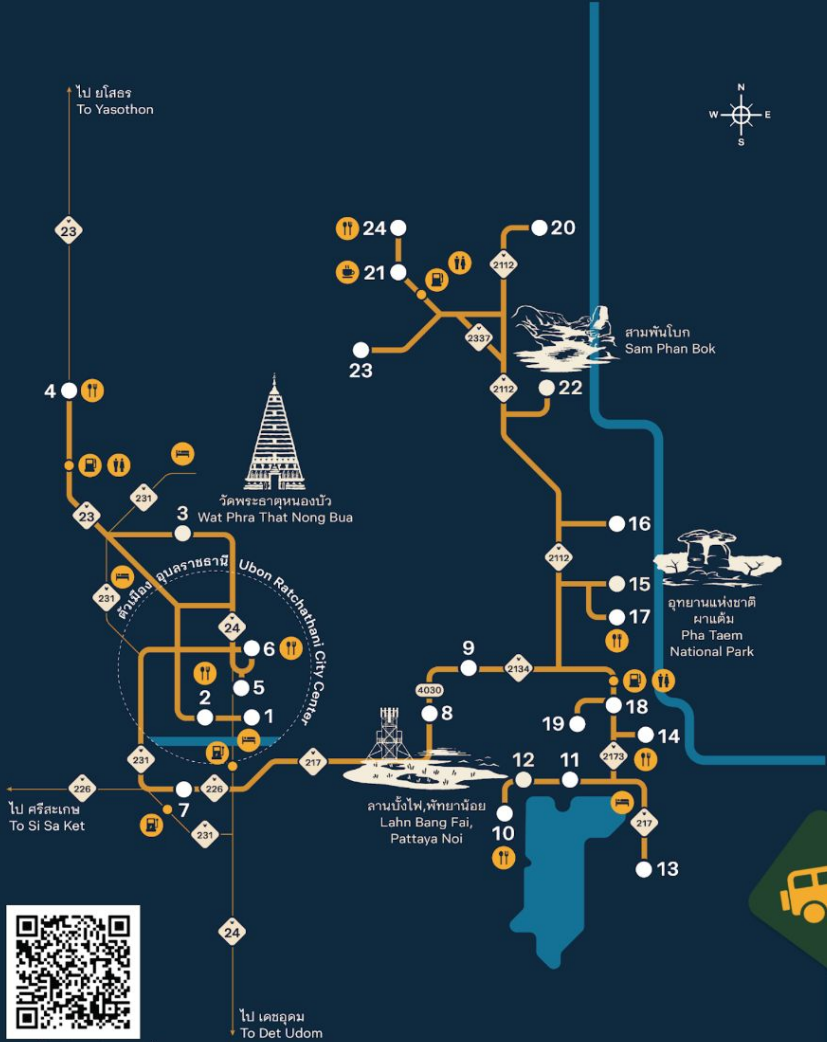 ไป ยโสธร
To Yasothon
N
W E
S
23
24
20
21
2112
2337
23
สามพันโบก
Sam Phan Bok
2112
22
4
231
23
3
วัดพระธาตุหนองบัว
Wat Phra That Nong Bua
16
2112
15
17
อุทยานแห่งชาติ
ผาแต้ม
Pha Taem
National Park
231
ตัวเมือง อุบลราชธานี Ubon Ratchathani City Center
24
6
5
2
1
9
2134
4030
8
18
19
14
2173
231
217
226
7
226
231
ไป ศรีสะเกษ
To Si Sa Ket
ลานบั้งไฟ,พัทยาน้อย
Lahn Bang Fai,
Pattaya Noi
12
11
10
217
13
24
ไป เดชอุดม
To Det Udom